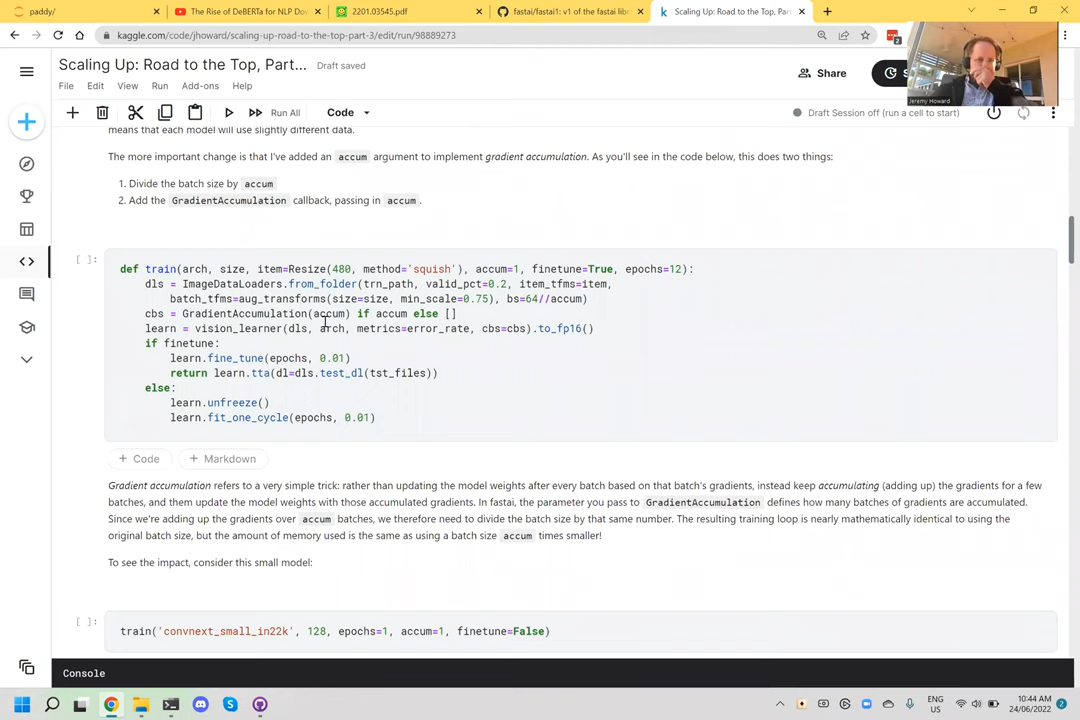 paddy/
The Rise of DeBERTa for NLP Do
2201.03545.pdf
fastai/fastai1: v1 of the fastai libr
Scaling Up: Road to the Top, Part
kaggle.com/code/jhoward/scaling-up-road-to-the-top-part-3/edit/run/98889273
Scaling Up: Road to the Top, Part...
Draft saved
Share
File Edit View Run Add-ons Help
Jeremy Howard
Run All
Code
Draft Session off (run a cell to start)
means that each model will use slightly different data.
The more important change is that I've added an accum argument to implement gradient accumulation. As you'll see in the code below, this does two things:
1. Divide the batch size by accum
2. Add the GradientAccumulation callback, passing in accum .
[ ]:
def train(arch, size, item=Resize(480, method='squish'), accum=1, finetune=True, epochs=12):
dls = ImageDataLoaders.from_folder(trn_path, valid_pct=0.2, item_tfms=item,
batch_tfms=aug_transforms(size=size, min_scale=0.75), bs=64//accum)
cbs = GradientAccumulation(accum) if accum else []
learn = vision_learner(dls, arch, metrics=error_rate, cbs=cbs).to_fp16()
if finetune:
learn.fine_tune(epochs, 0.01)
return learn.tta(dl=dls.test_dl(tst_files))
else:
learn.unfreeze()
learn.fit_one_cycle(epochs, 0.01)
+ Code + Markdown
Gradient accumulation refers to a very simple trick: rather than updating the model weights after every batch based on that batch's gradients, instead keep accumulating (adding up) the gradients for a few
batches, and them update the model weights with those accumulated gradients. In fastai, the parameter you pass to GradientAccumulation defines how many batches of gradients are accumulated.
Since we're adding up the gradients over accum batches, we therefore need to divide the batch size by that same number. The resulting training loop is nearly mathematically identical to using the
original batch size, but the amount of memory used is the same as using a batch size accum times smaller!
To see the impact, consider this small model:
[ ]:
train('convnext_small_in22k', 128, epochs=1, accum=1, finetune=False)
Console
ENG
US
10:44 AM
24/06/2022
2